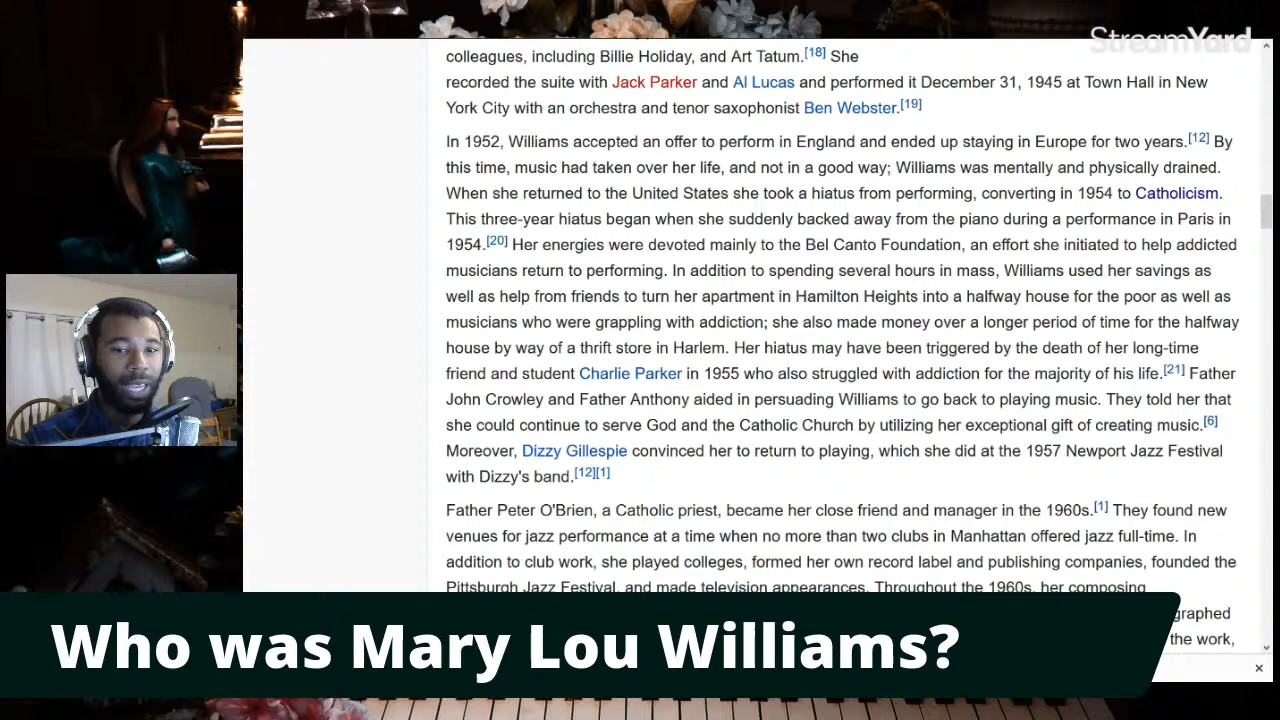 StreamYard
colleagues, including Billie Holiday, and Art Tatum.[18] She
recorded the suite with Jack Parker and Al Lucas and performed it December 31, 1945 at Town Hall in New
York City with an orchestra and tenor saxophonist Ben Webster.[19]
In 1952, Williams accepted an offer to perform in England and ended up staying in Europe for two years.[12] By
this time, music had taken over her life, and not in a good way; Williams was mentally and physically drained.
When she returned to the United States she took a hiatus from performing, converting in 1954 to Catholicism.
This three-year hiatus began when she suddenly backed away from the piano during a performance in Paris in
1954.[20] Her energies were devoted mainly to the Bel Canto Foundation, an effort she initiated to help addicted
musicians return to performing. In addition to spending several hours in mass, Williams used her savings as
well as help from friends to turn her apartment in Hamilton Heights into a halfway house for the poor as well as
musicians who were grappling with addiction; she also made money over a longer period of time for the halfway
house by way of a thrift store in Harlem. Her hiatus may have been triggered by the death of her long-time
friend and student Charlie Parker in 1955 who also struggled with addiction for the majority of his life.[21] Father
John Crowley and Father Anthony aided in persuading Williams to go back to playing music. They told her that
she could continue to serve God and the Catholic Church by utilizing her exceptional gift of creating music.[6]
Moreover, Dizzy Gillespie convinced her to return to playing, which she did at the 1957 Newport Jazz Festival
with Dizzy's band.[12][1]
Father Peter O'Brien, a Catholic priest, became her close friend and manager in the 1960s.[1] They found new
venues for jazz performance at a time when no more than two clubs in Manhattan offered jazz full-time. In
addition to club work, she played colleges, formed her own record label and publishing companies, founded the
Pittsburgh Jazz Festival, and made television appearances. Throughout the 1960s, her composing
graphed
the work,
Who was Mary Lou Williams?